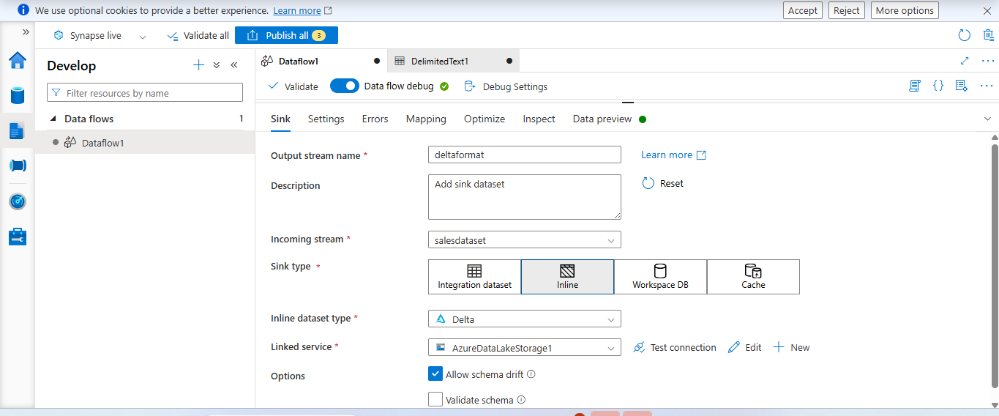 We use optional cookies to provide a better experience. Learn more
Accept
Reject
More options
Synapse live
Validate all
Publish all 3
Develop
Filter resources by name
Data flows 1
Dataflow1
Dataflow1
DelimitedText1
Validate
Data flow debug
Debug Settings
Sink
Settings
Errors
Mapping
Optimize
Inspect
Data preview
Output stream name *
deltaformat
Learn more
Description
Add sink dataset
Reset
Incoming stream *
salesdataset
Sink type *
Integration dataset
Inline
Workspace DB
Cache
Inline dataset type *
Delta
Linked service *
AzureDataLakeStorage1
Test connection
Edit
New
Options
Allow schema drift
Validate schema